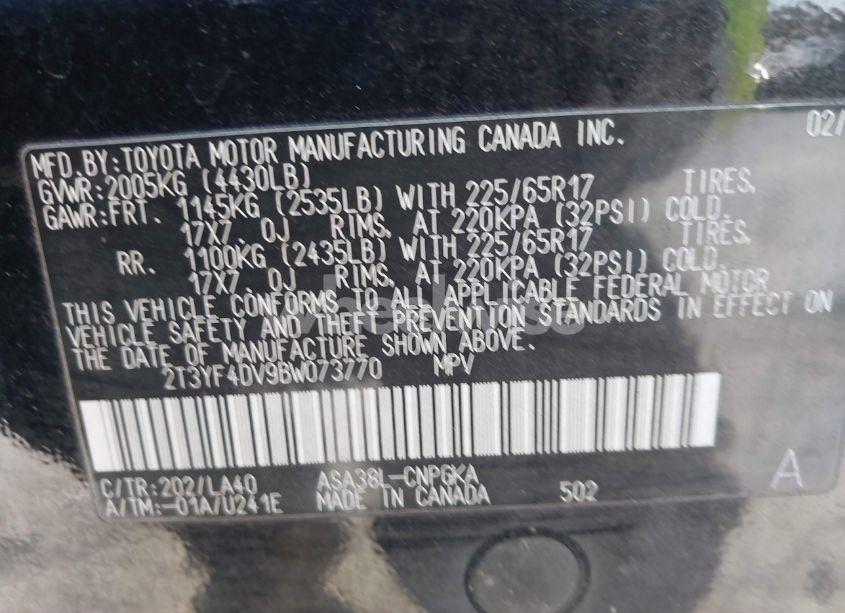 MFD.BY:TOYOTA MOTOR MANUFACTURING CANADA INC. 02/
GVWR:2005KG (4430LB)
GAWR:FRT. 1145KG (2535LB) WITH 225/65R17 TIRES,
17X7.0J RIMS, AT 220KPA (32PSI) COLD.
RR. 1100KG (2435LB) WITH 225/65R17 TIRES,
17X7.0J RIMS, AT 220KPA (32PSI) COLD.
THIS VEHICLE CONFORMS TO ALL APPLICABLE FEDERAL MOTOR
VEHICLE SAFETY AND THEFT PREVENTION STANDARDS IN EFFECT ON
THE DATE OF MANUFACTURE SHOWN ABOVE.
2T3YF4DV9BW073770 MPV
C/TR:202/LA40 ASA38L-CNPGKA
A/TM:-01A/U241E MADE IN CANADA 502
A